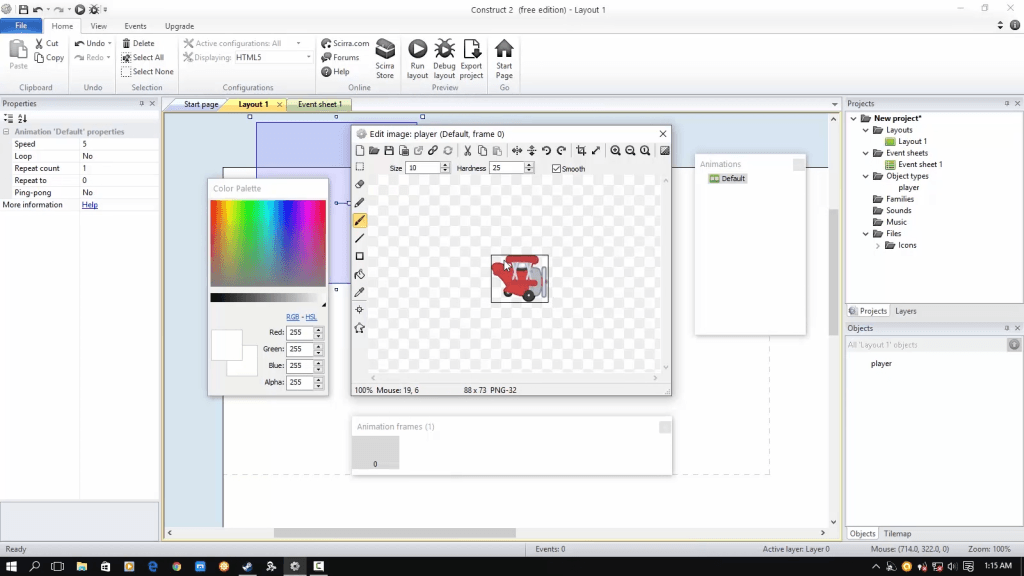 Construct 2 (free edition) - Layout 1
File Home View Events Upgrade
Paste
Cut
Copy
Clipboard
Undo
Redo
Undo
Delete
Select All
Select None
Selection
Active configurations: All
Displaying: HTML5
Configurations
Scirra.com
Forums
Help
Scirra Store
Online
Run layout
Debug layout
Export project
Preview
Start Page
Go
Properties
Animation 'Default' properties
Speed 5
Loop No
Repeat count 1
Repeat to 0
Ping-pong No
More information Help
Start page Layout 1 Event sheet 1
Color Palette
RGB - HSL
Red: 255
Green: 255
Blue: 255
Alpha: 255
Edit image: player (Default, frame 0)
Size 10 Hardness 25 Smooth
100% Mouse: 19, 6 88 x 73 PNG-32
Animation frames (1)
0
Animations
Default
Projects
New project*
Layouts
Layout 1
Event sheets
Event sheet 1
Object types
player
Families
Sounds
Music
Files
Icons
Projects Layers
Objects
All 'Layout 1' objects
player
Objects Tilemap
Ready Events: 0 Active layer: Layer 0 Mouse: (714.0, 322.0, 0) Zoom: 100%
1:15 AM